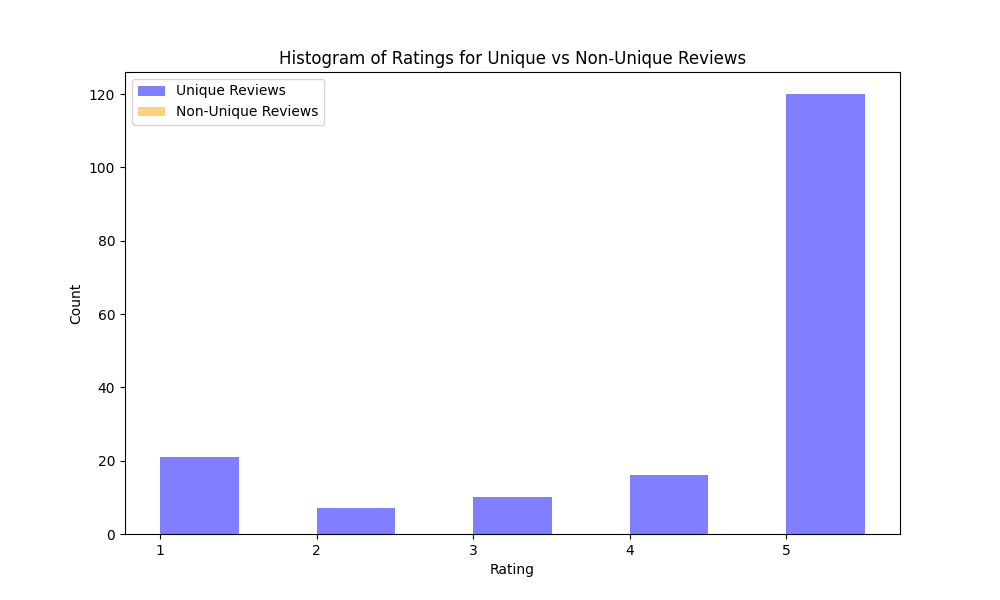 Histogram of Ratings for Unique vs Non-Unique Reviews
Unique Reviews
Non-Unique Reviews
120
100
80
60
40
20
0
Count
1 2 3 4 5
Rating